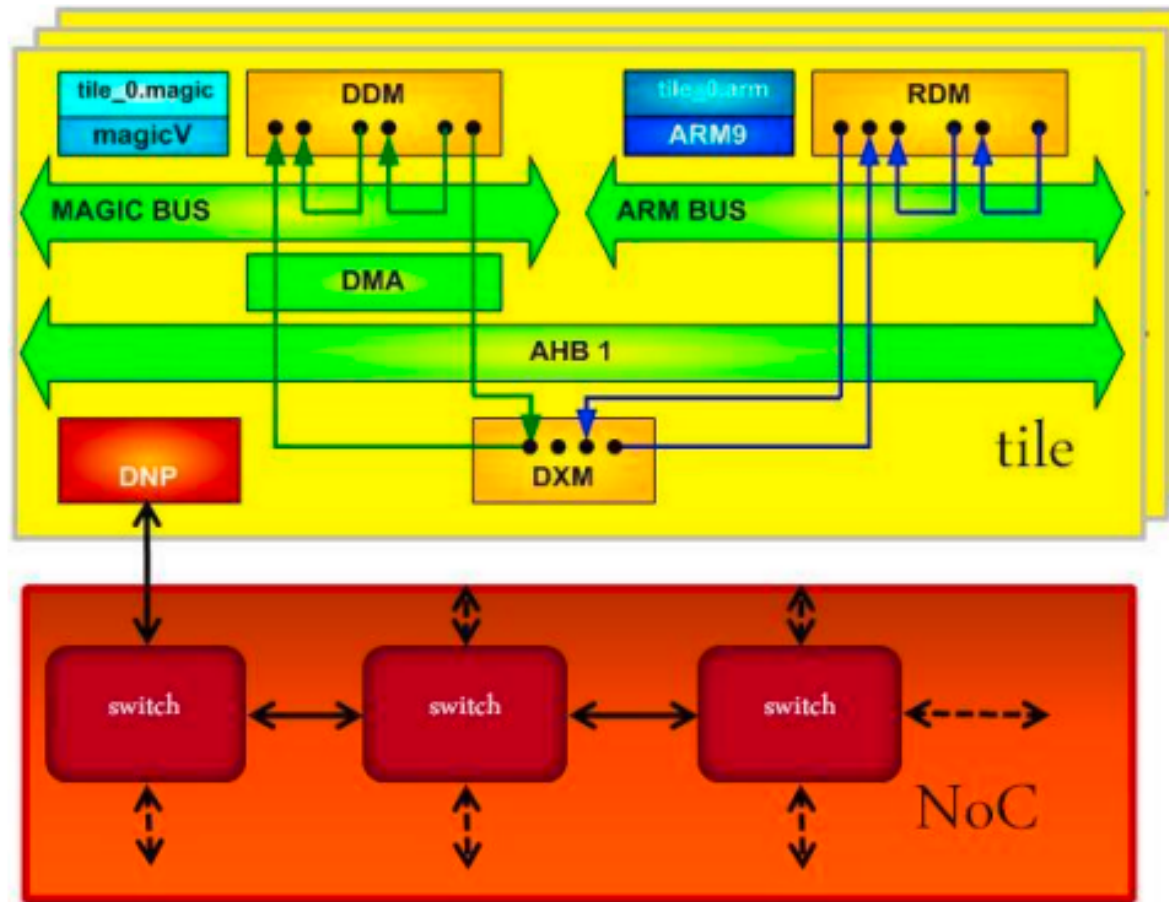 tile_0.magic
magicV
DDM
tile_0.arm
ARM9
RDM
MAGIC BUS
ARM BUS
DMA
AHB 1
DNP
DXM
tile
switch
switch
switch
NoC